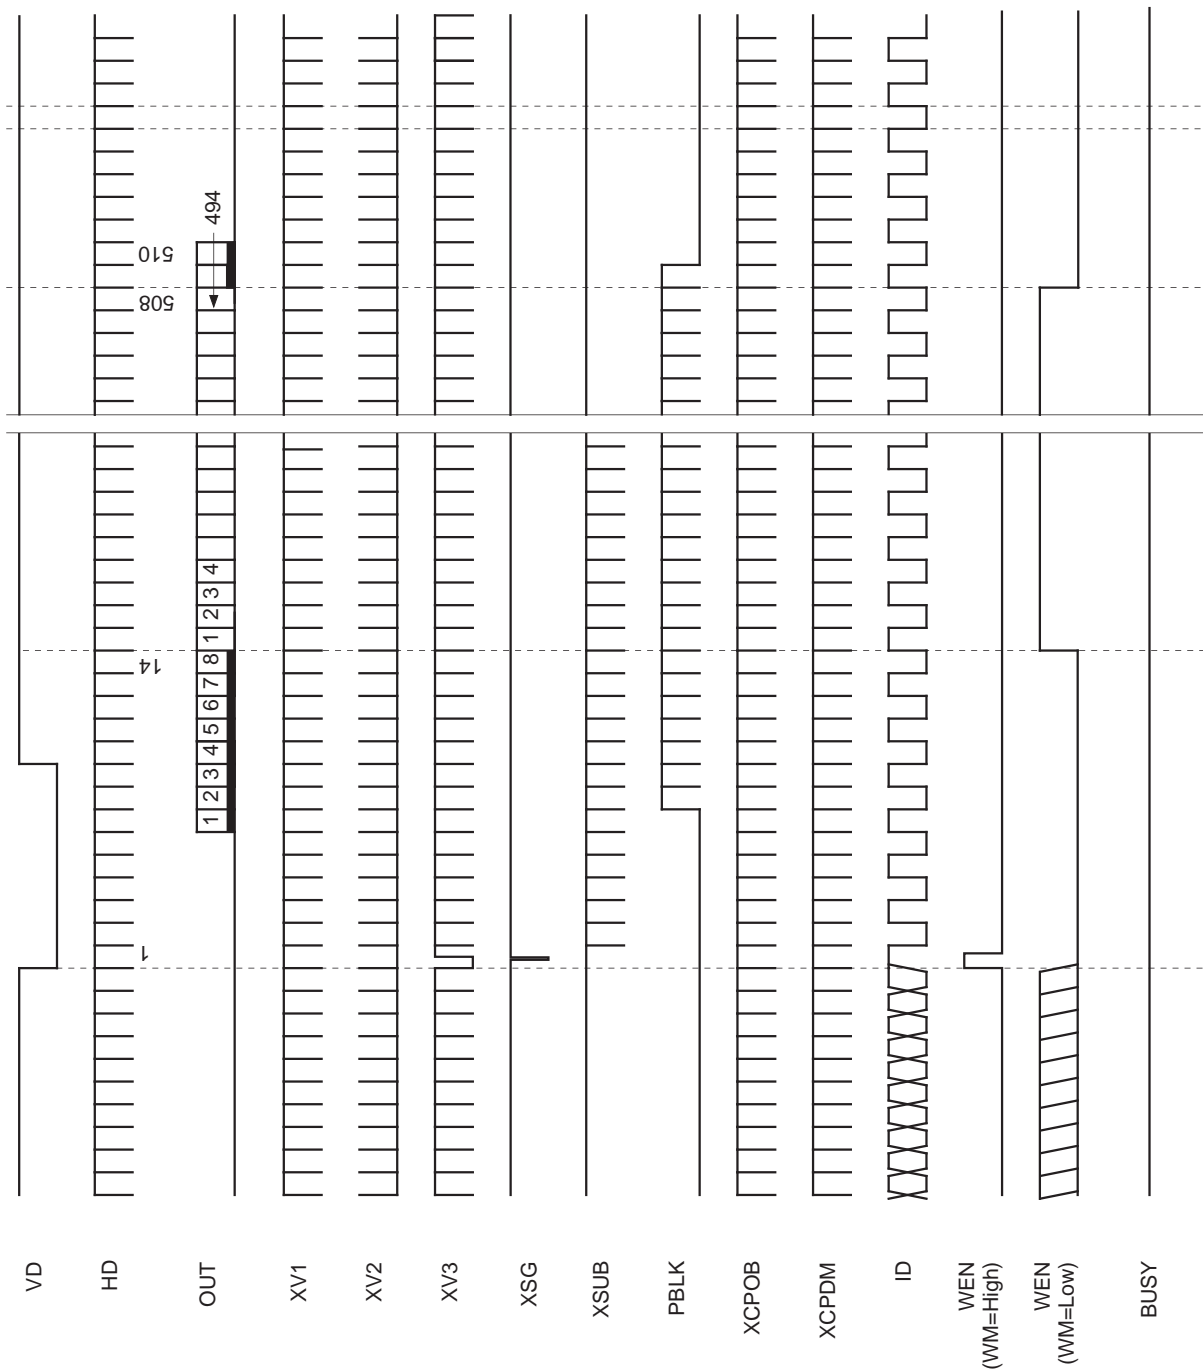 VD
HD
1
14
508
510
OUT
1 2 3 4 5 6 7 8 1 2 3 4
494
XV1
XV2
XV3
XSG
XSUB
PBLK
XCPOB
XCPDM
ID
WEN
(WM=High)
WEN
(WM=Low)
BUSY